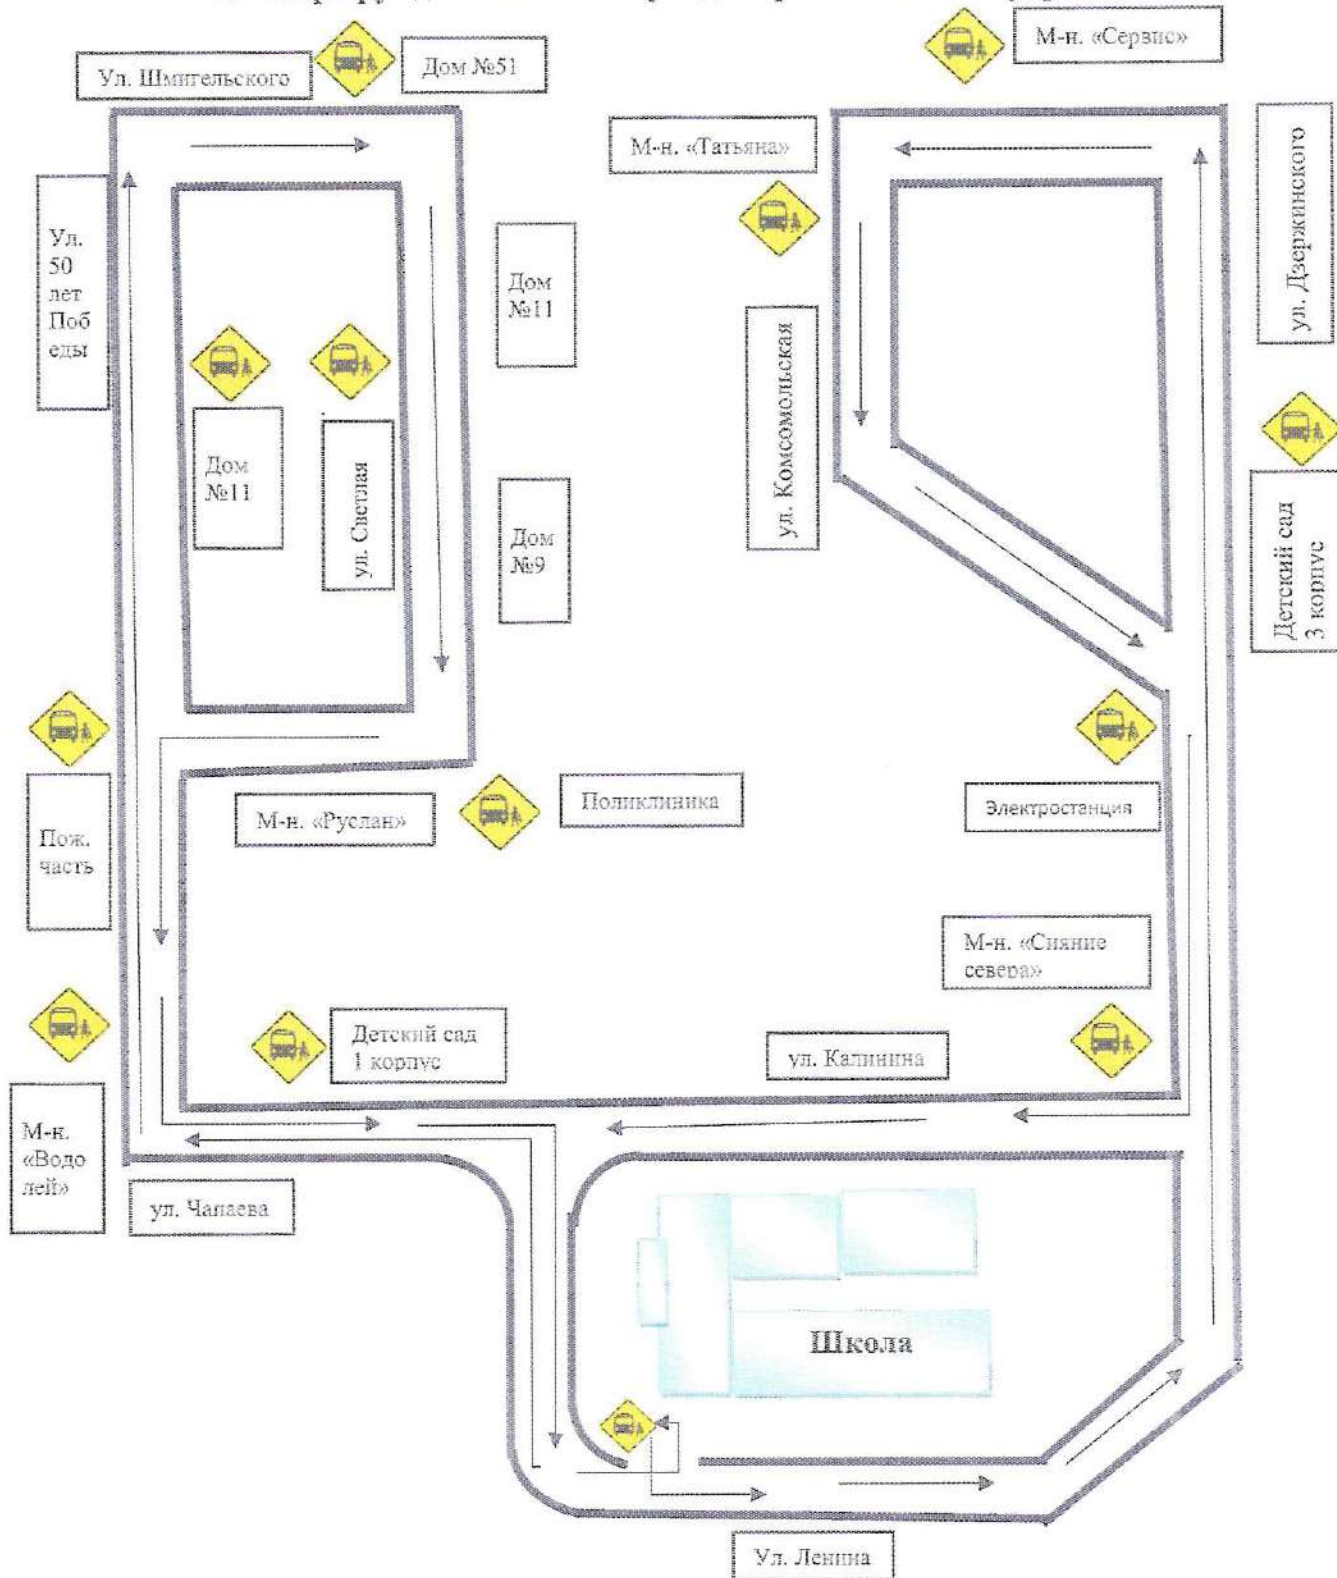 Ул. Шмительского
Дом №51
М-н. «Сервис»
М-н. «Татьяна»
ул. Дзержинского
Ул.
50
лет
Поб
еды
Дом
№11
ул. Комсомольская
Дом
№11
ул. Светлая
Дом
№9
Детский сад
3 корпус
Пож.
часть
М-н. «Руслан»
Поликлиника
Электростанция
М-н. «Сияние
севера»
Детский сад
1 корпус
ул. Калинина
М-н.
«Водо
лей»
ул. Чапаева
Школа
Ул. Ленина